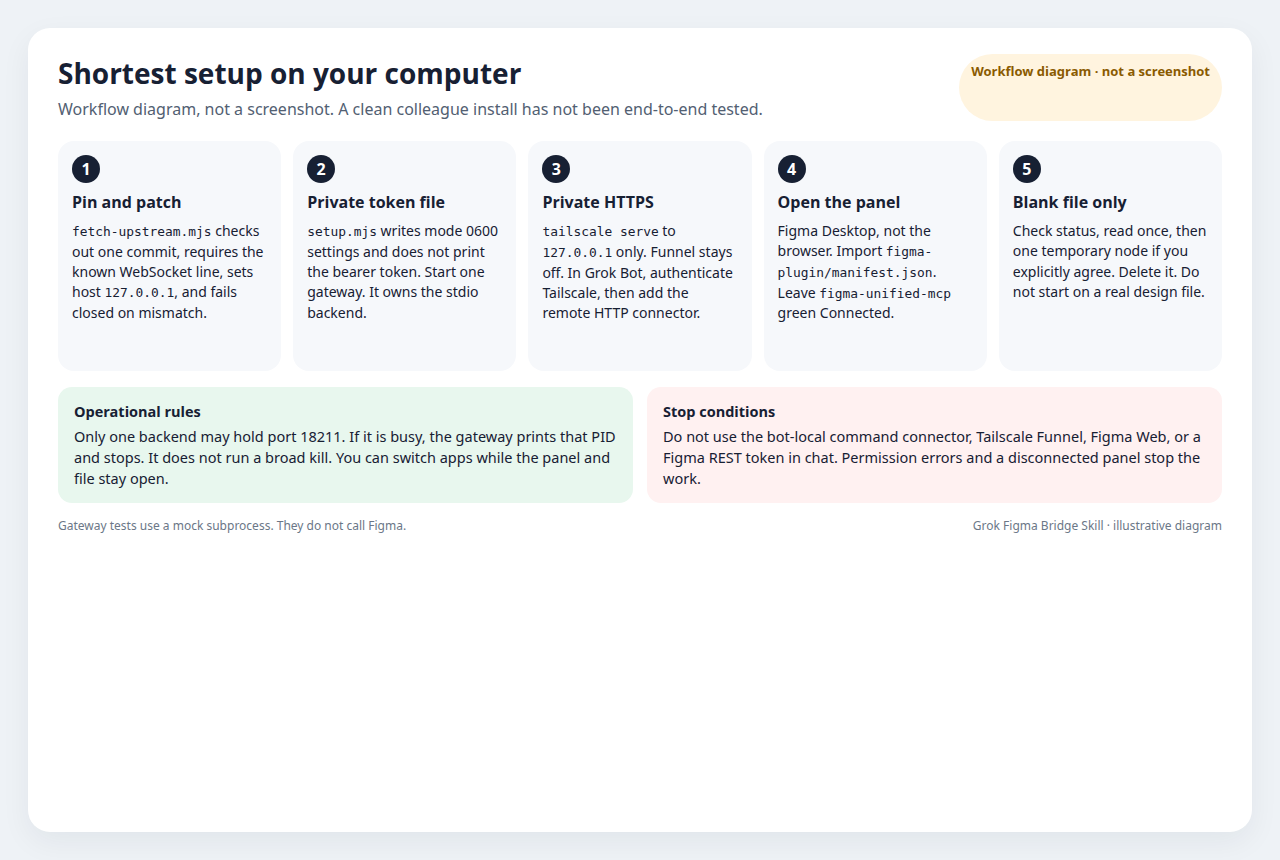 Shortest setup on your computer
Workflow diagram · not a screenshot
Workflow diagram, not a screenshot. A clean colleague install has not been end-to-end tested.
1
Pin and patch
fetch-upstream.mjs checks
out one commit, requires the
known WebSocket line, sets
host 127.0.0.1, and fails
closed on mismatch.
2
Private token file
setup.mjs writes mode 0600
settings and does not print
the bearer token. Start one
gateway. It owns the stdio
backend.
3
Private HTTPS
tailscale serve to
127.0.0.1 only. Funnel stays
off. In Grok Bot, authenticate
Tailscale, then add the
remote HTTP connector.
4
Open the panel
Figma Desktop, not the
browser. Import figma-
plugin/manifest.json.
Leave figma-unified-mcp
green Connected.
5
Blank file only
Check status, read once, then
one temporary node if you
explicitly agree. Delete it. Do
not start on a real design file.
Operational rules
Only one backend may hold port 18211. If it is busy, the gateway prints that PID
and stops. It does not run a broad kill. You can switch apps while the panel and
file stay open.
Stop conditions
Do not use the bot-local command connector, Tailscale Funnel, Figma Web, or a
Figma REST token in chat. Permission errors and a disconnected panel stop the
work.
Gateway tests use a mock subprocess. They do not call Figma.
Grok Figma Bridge Skill · illustrative diagram